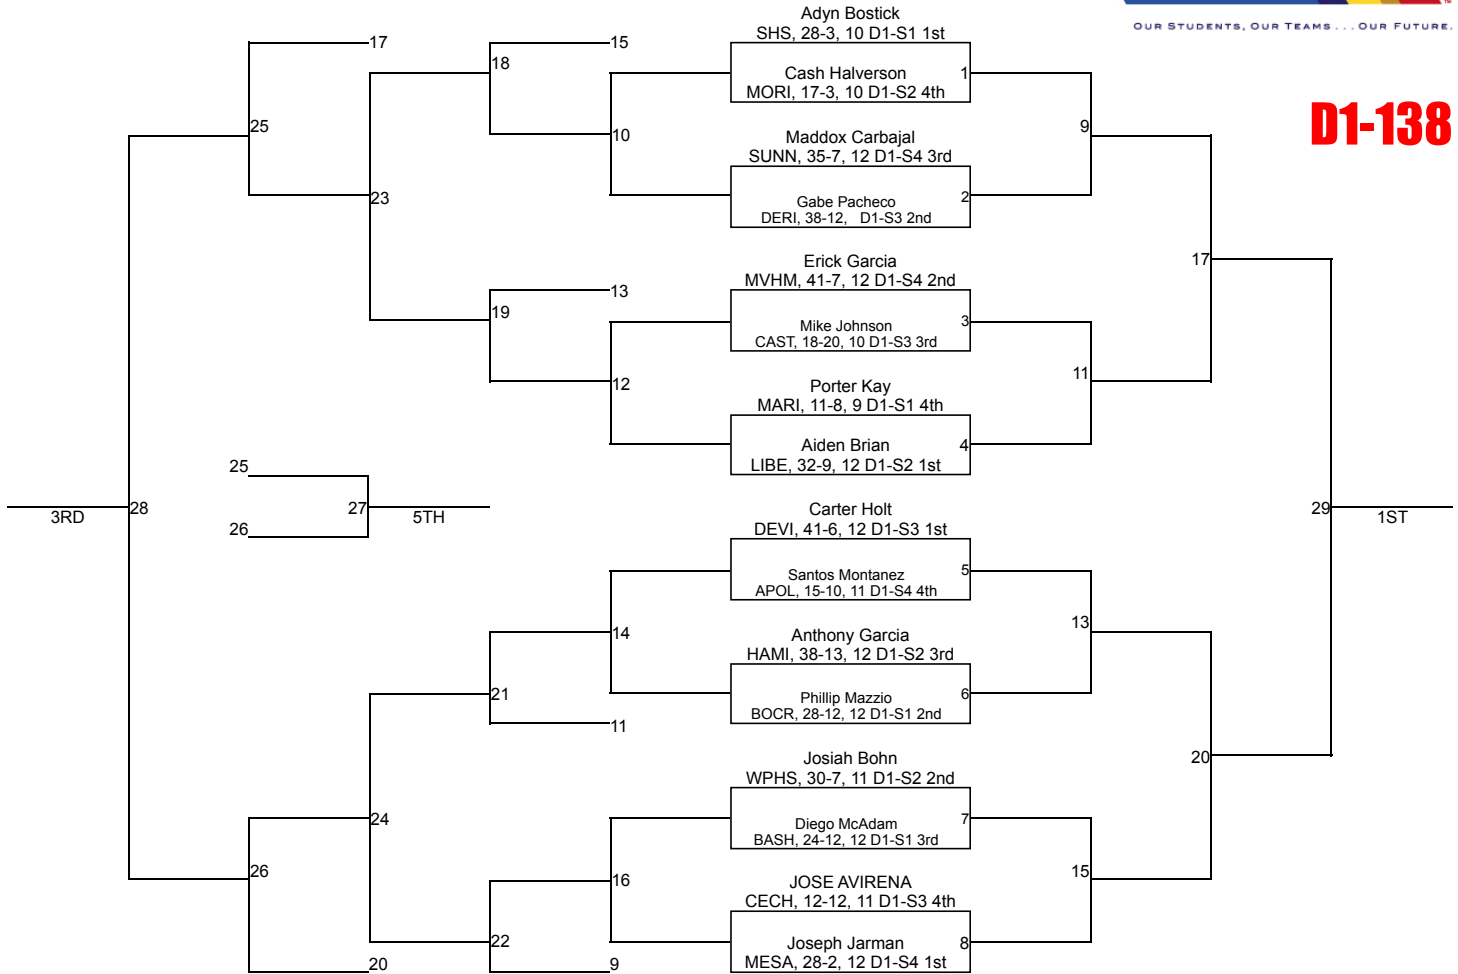 OUR STUDENTS, OUR TEAMS . . . OUR FUTURE.
TM
D1-138
Adyn Bostick
SHS, 28-3, 10 D1-S1 1st
Cash Halverson
MORI, 17-3, 10 D1-S2 4th
1
Maddox Carbajal
SUNN, 35-7, 12 D1-S4 3rd
Gabe Pacheco
DERI, 38-12, D1-S3 2nd
2
Erick Garcia
MVHM, 41-7, 12 D1-S4 2nd
Mike Johnson
CAST, 18-20, 10 D1-S3 3rd
3
Porter Kay
MARI, 11-8, 9 D1-S1 4th
Aiden Brian
LIBE, 32-9, 12 D1-S2 1st
4
Carter Holt
DEVI, 41-6, 12 D1-S3 1st
Santos Montanez
APOL, 15-10, 11 D1-S4 4th
5
Anthony Garcia
HAMI, 38-13, 12 D1-S2 3rd
Phillip Mazzio
BOCR, 28-12, 12 D1-S1 2nd
6
Josiah Bohn
WPHS, 30-7, 11 D1-S2 2nd
Diego McAdam
BASH, 24-12, 12 D1-S1 3rd
7
JOSE AVIRENA
CECH, 12-12, 11 D1-S3 4th
Joseph Jarman
MESA, 28-2, 12 D1-S4 1st
8
9
11
13
15
17
20
29
1ST
15
10
13
12
14
11
16
9
18
19
21
22
17
23
24
20
25
26
25
26
27
5TH
28
3RD